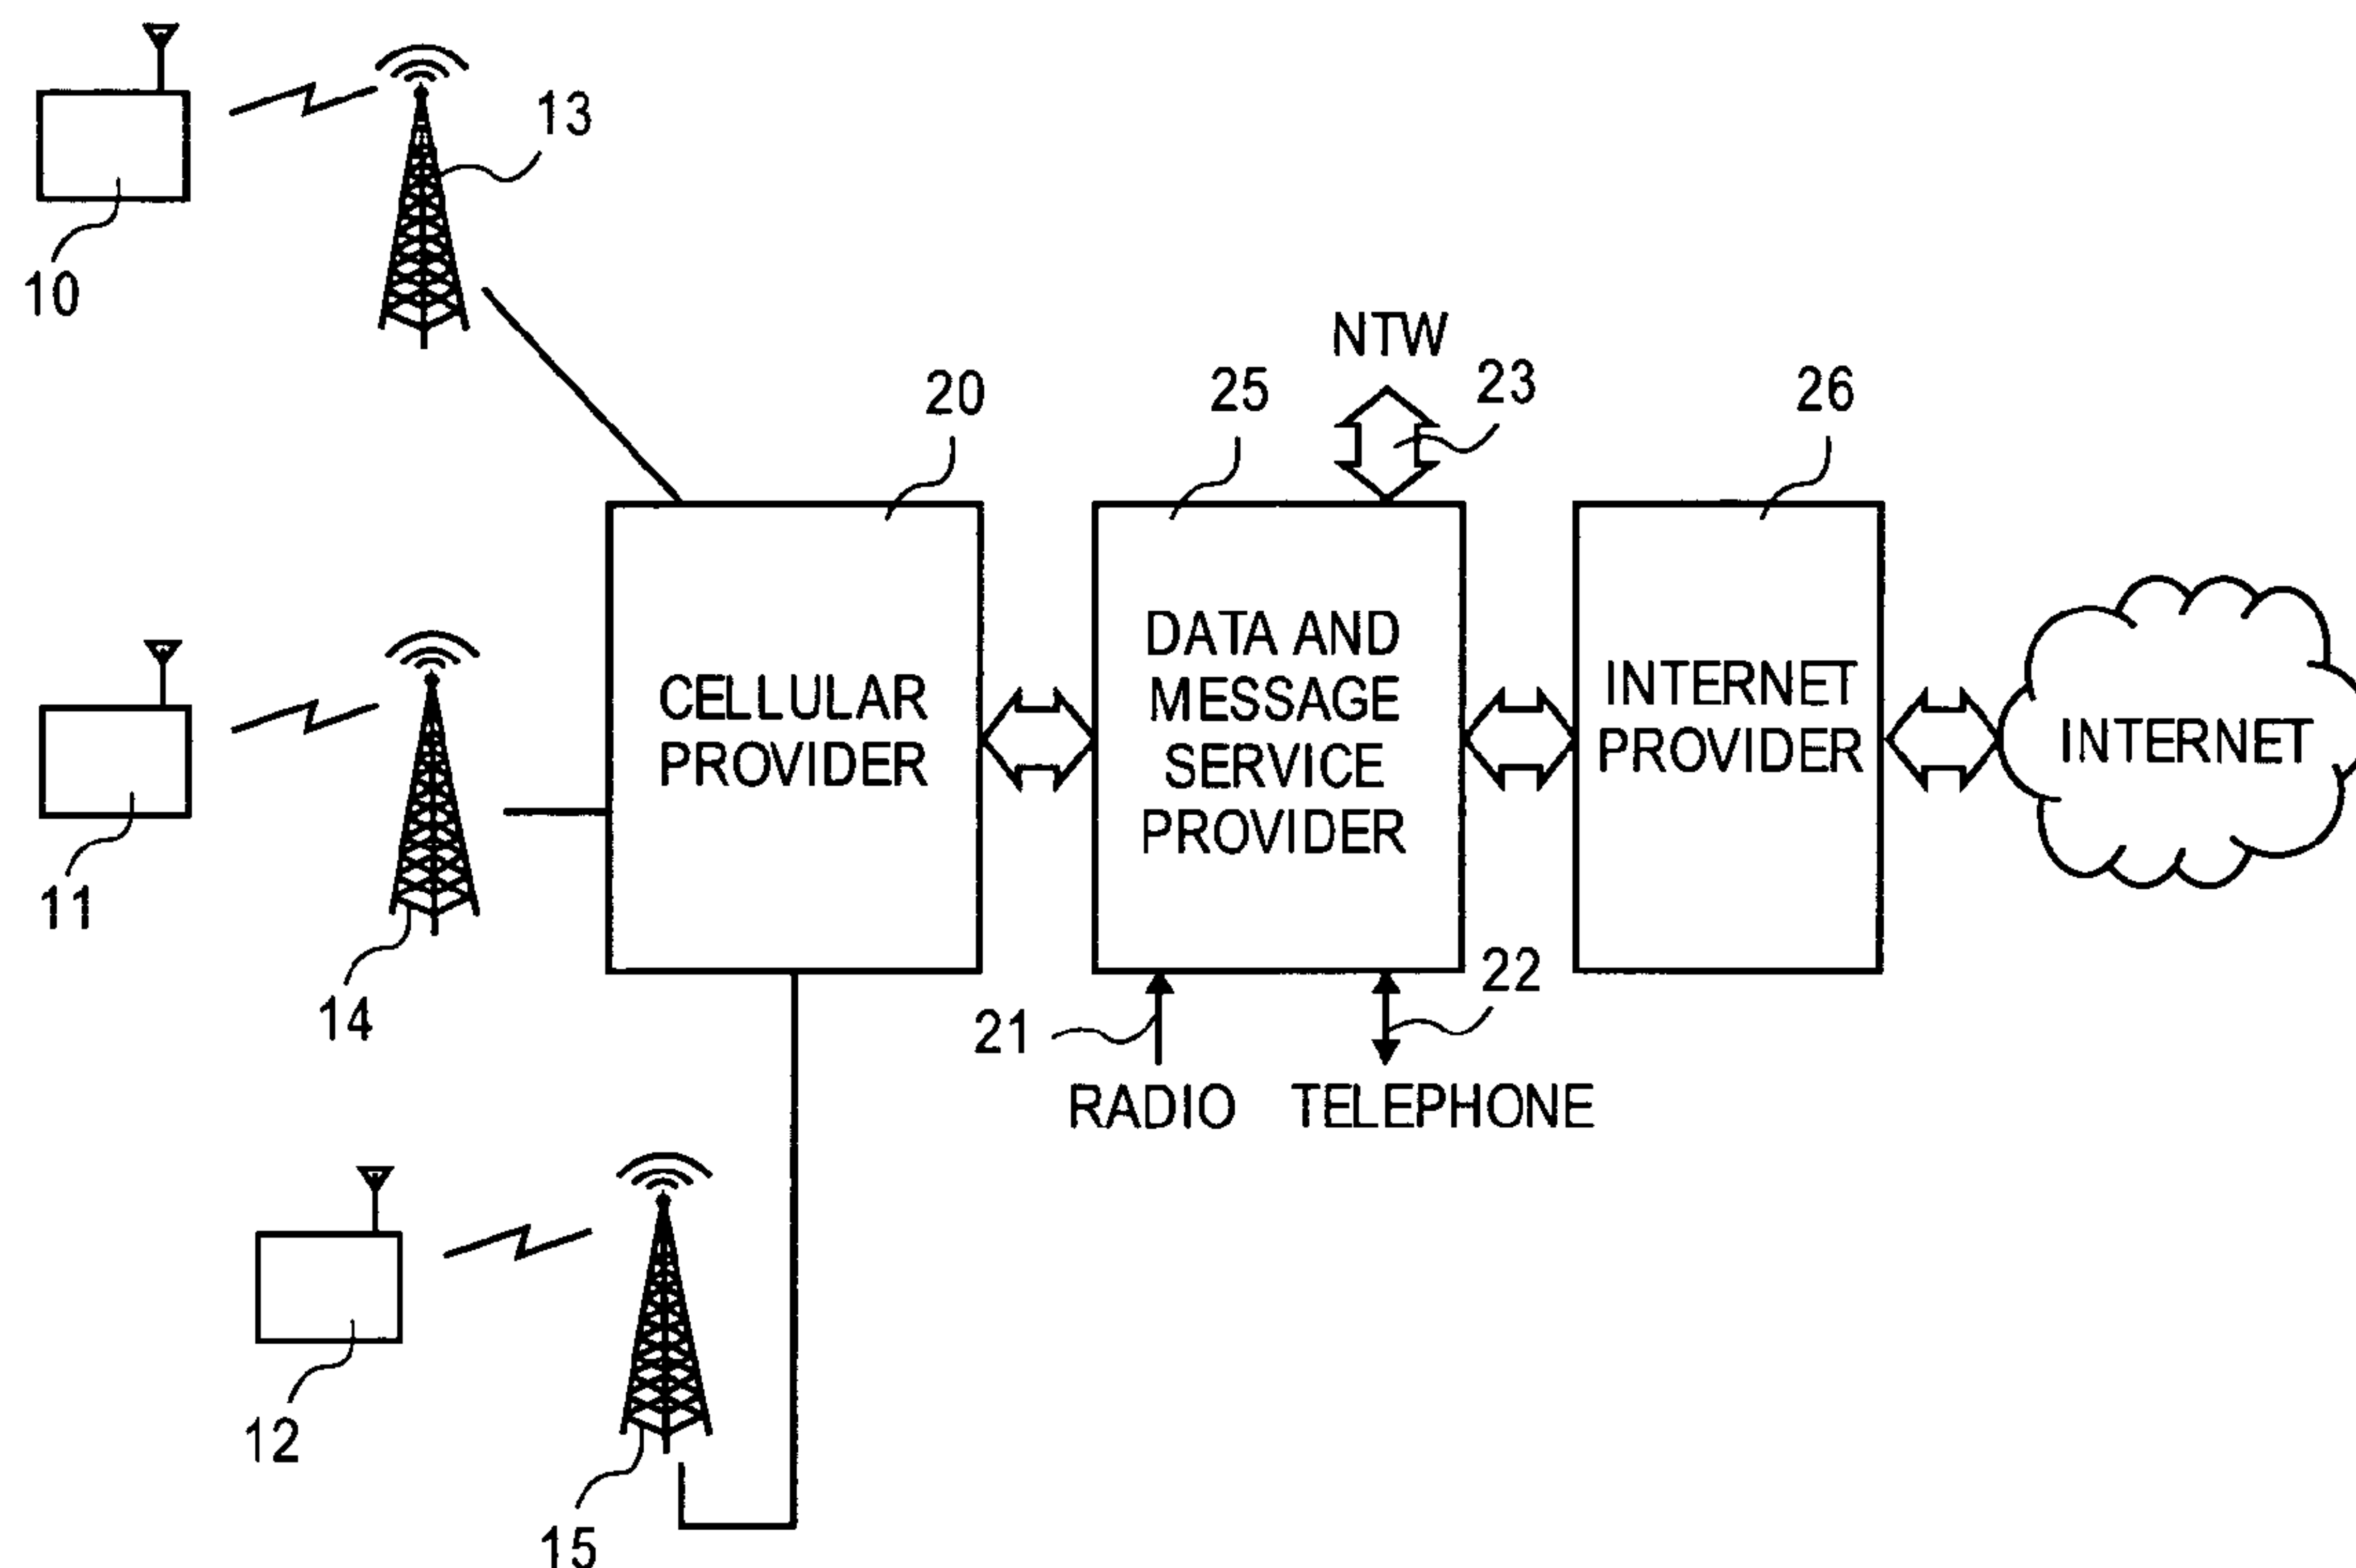 13
10
NTW
20
25
23
26
CELLULAR
PROVIDER
DATA AND
MESSAGE
SERVICE
PROVIDER
INTERNET
PROVIDER
INTERNET
11
14
21
22
RADIO
TELEPHONE
12
15